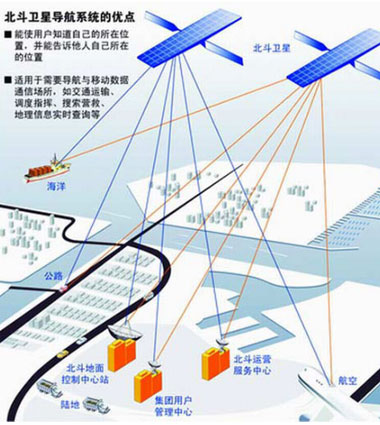 北斗卫星导航系统的优点
■ 能使用户知道自己的所在位
置，并能告诉他人自己所在
的位置
■ 适用于需要导航与移动数据
通信场所，如交通运输、
调度指挥、搜索营救、
地理信息实时查询等
北斗卫星
海洋
公路
北斗地面
控制中心站
集团用户
管理中心
北斗运营
服务中心
航空
陆地